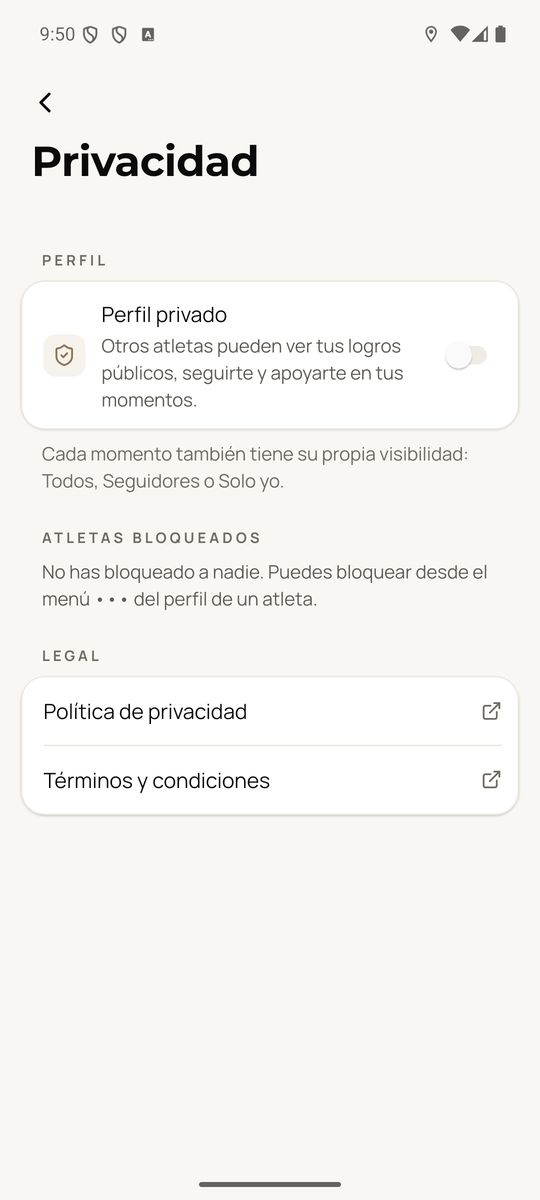 9:50
Privacidad
PERFIL
Perfil privado
Otros atletas pueden ver tus logros
públicos, seguirte y apoyarte en tus
momentos.
Cada momento también tiene su propia visibilidad:
Todos, Seguidores o Solo yo.
ATLETAS BLOQUEADOS
No has bloqueado a nadie. Puedes bloquear desde el
menú • • • del perfil de un atleta.
LEGAL
Política de privacidad
Términos y condiciones